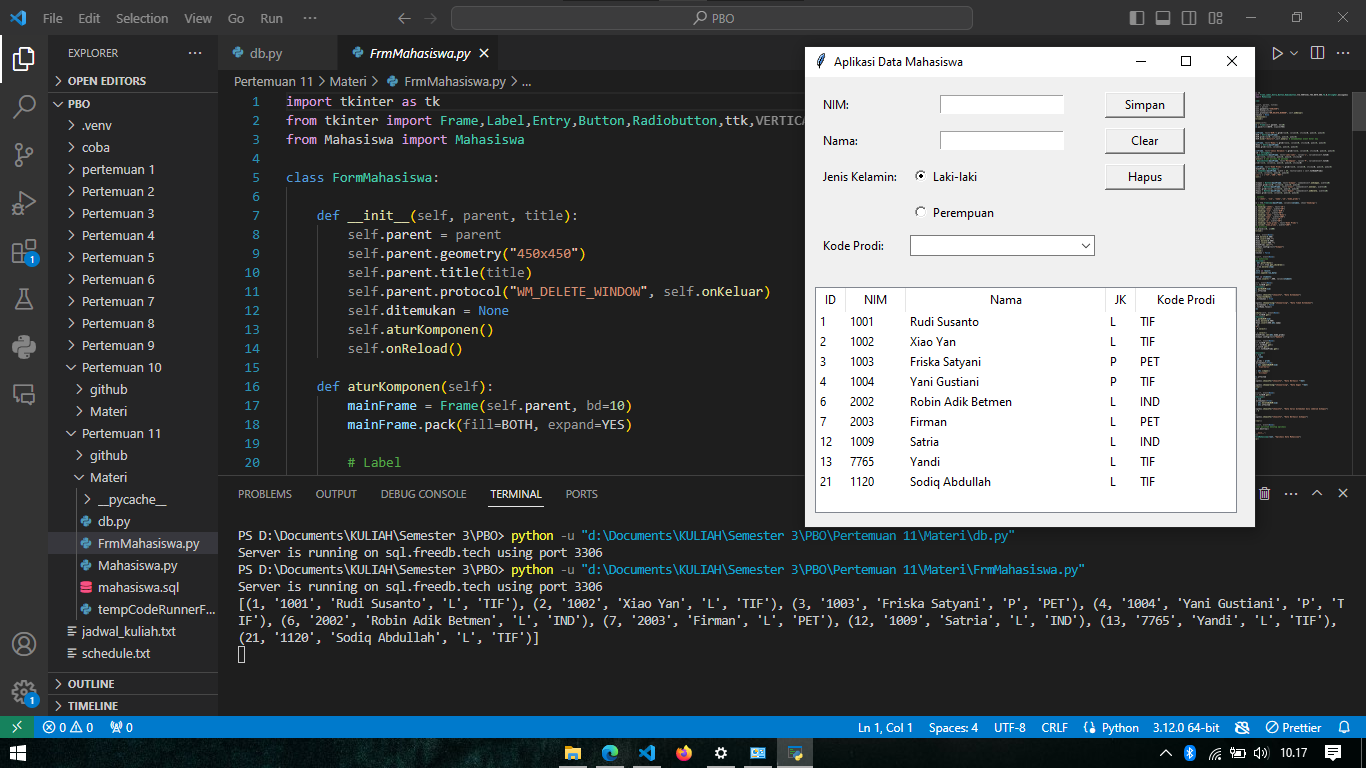 File Edit Selection View Go Run ··· PBO
EXPLORER ···
OPEN EDITORS
PBO
.venv
coba
pertemuan 1
Pertemuan 2
Pertemuan 3
Pertemuan 4
Pertemuan 5
Pertemuan 6
Pertemuan 7
Pertemuan 8
Pertemuan 9
Pertemuan 10
github
Materi
Pertemuan 11
github
Materi
__pycache__
db.py
FrmMahasiswa.py
Mahasiswa.py
mahasiswa.sql
tempCodeRunnerF...
jadwal_kuliah.txt
schedule.txt
OUTLINE
TIMELINE
1
1
db.py FrmMahasiswa.py
Pertemuan 11 > Materi > FrmMahasiswa.py > ...
1 import tkinter as tk
2 from tkinter import Frame,Label,Entry,Button,Radiobutton,ttk,VERTICA
3 from Mahasiswa import Mahasiswa
4
5 class FormMahasiswa:
6
7 def __init__(self, parent, title):
8 self.parent = parent
9 self.parent.geometry("450x450")
10 self.parent.title(title)
11 self.parent.protocol("WM_DELETE_WINDOW", self.onKeluar)
12 self.ditemukan = None
13 self.aturKomponen()
14 self.onReload()
15
16 def aturKomponen(self):
17 mainFrame = Frame(self.parent, bd=10)
18 mainFrame.pack(fill=BOTH, expand=YES)
19
20 # Label
Aplikasi Data Mahasiswa
NIM: Simpan
Nama: Clear
Jenis Kelamin: Laki-laki Hapus
Perempuan
Kode Prodi:
ID NIM Nama JK Kode Prodi
1 1001 Rudi Susanto L TIF
2 1002 Xiao Yan L TIF
3 1003 Friska Satyani P PET
4 1004 Yani Gustiani P TIF
6 2002 Robin Adik Betmen L IND
7 2003 Firman L PET
12 1009 Satria L IND
13 7765 Yandi L TIF
21 1120 Sodiq Abdullah L TIF
PROBLEMS OUTPUT DEBUG CONSOLE TERMINAL PORTS
PS D:\Documents\KULIAH\Semester 3\PBO> python -u "d:\Documents\KULIAH\Semester 3\PBO\Pertemuan 11\Materi\db.py"
Server is running on sql.freedb.tech using port 3306
PS D:\Documents\KULIAH\Semester 3\PBO> python -u "d:\Documents\KULIAH\Semester 3\PBO\Pertemuan 11\Materi\FrmMahasiswa.py"
Server is running on sql.freedb.tech using port 3306
[(1, '1001', 'Rudi Susanto', 'L', 'TIF'), (2, '1002', 'Xiao Yan', 'L', 'TIF'), (3, '1003', 'Friska Satyani', 'P', 'PET'), (4, '1004', 'Yani Gustiani', 'P', 'T
IF'), (6, '2002', 'Robin Adik Betmen', 'L', 'IND'), (7, '2003', 'Firman', 'L', 'PET'), (12, '1009', 'Satria', 'L', 'IND'), (13, '7765', 'Yandi', 'L', 'TIF'),
(21, '1120', 'Sodiq Abdullah', 'L', 'TIF')]
0 0 0 Ln 1, Col 1 Spaces: 4 UTF-8 CRLF Python 3.12.0 64-bit Prettier
10.17